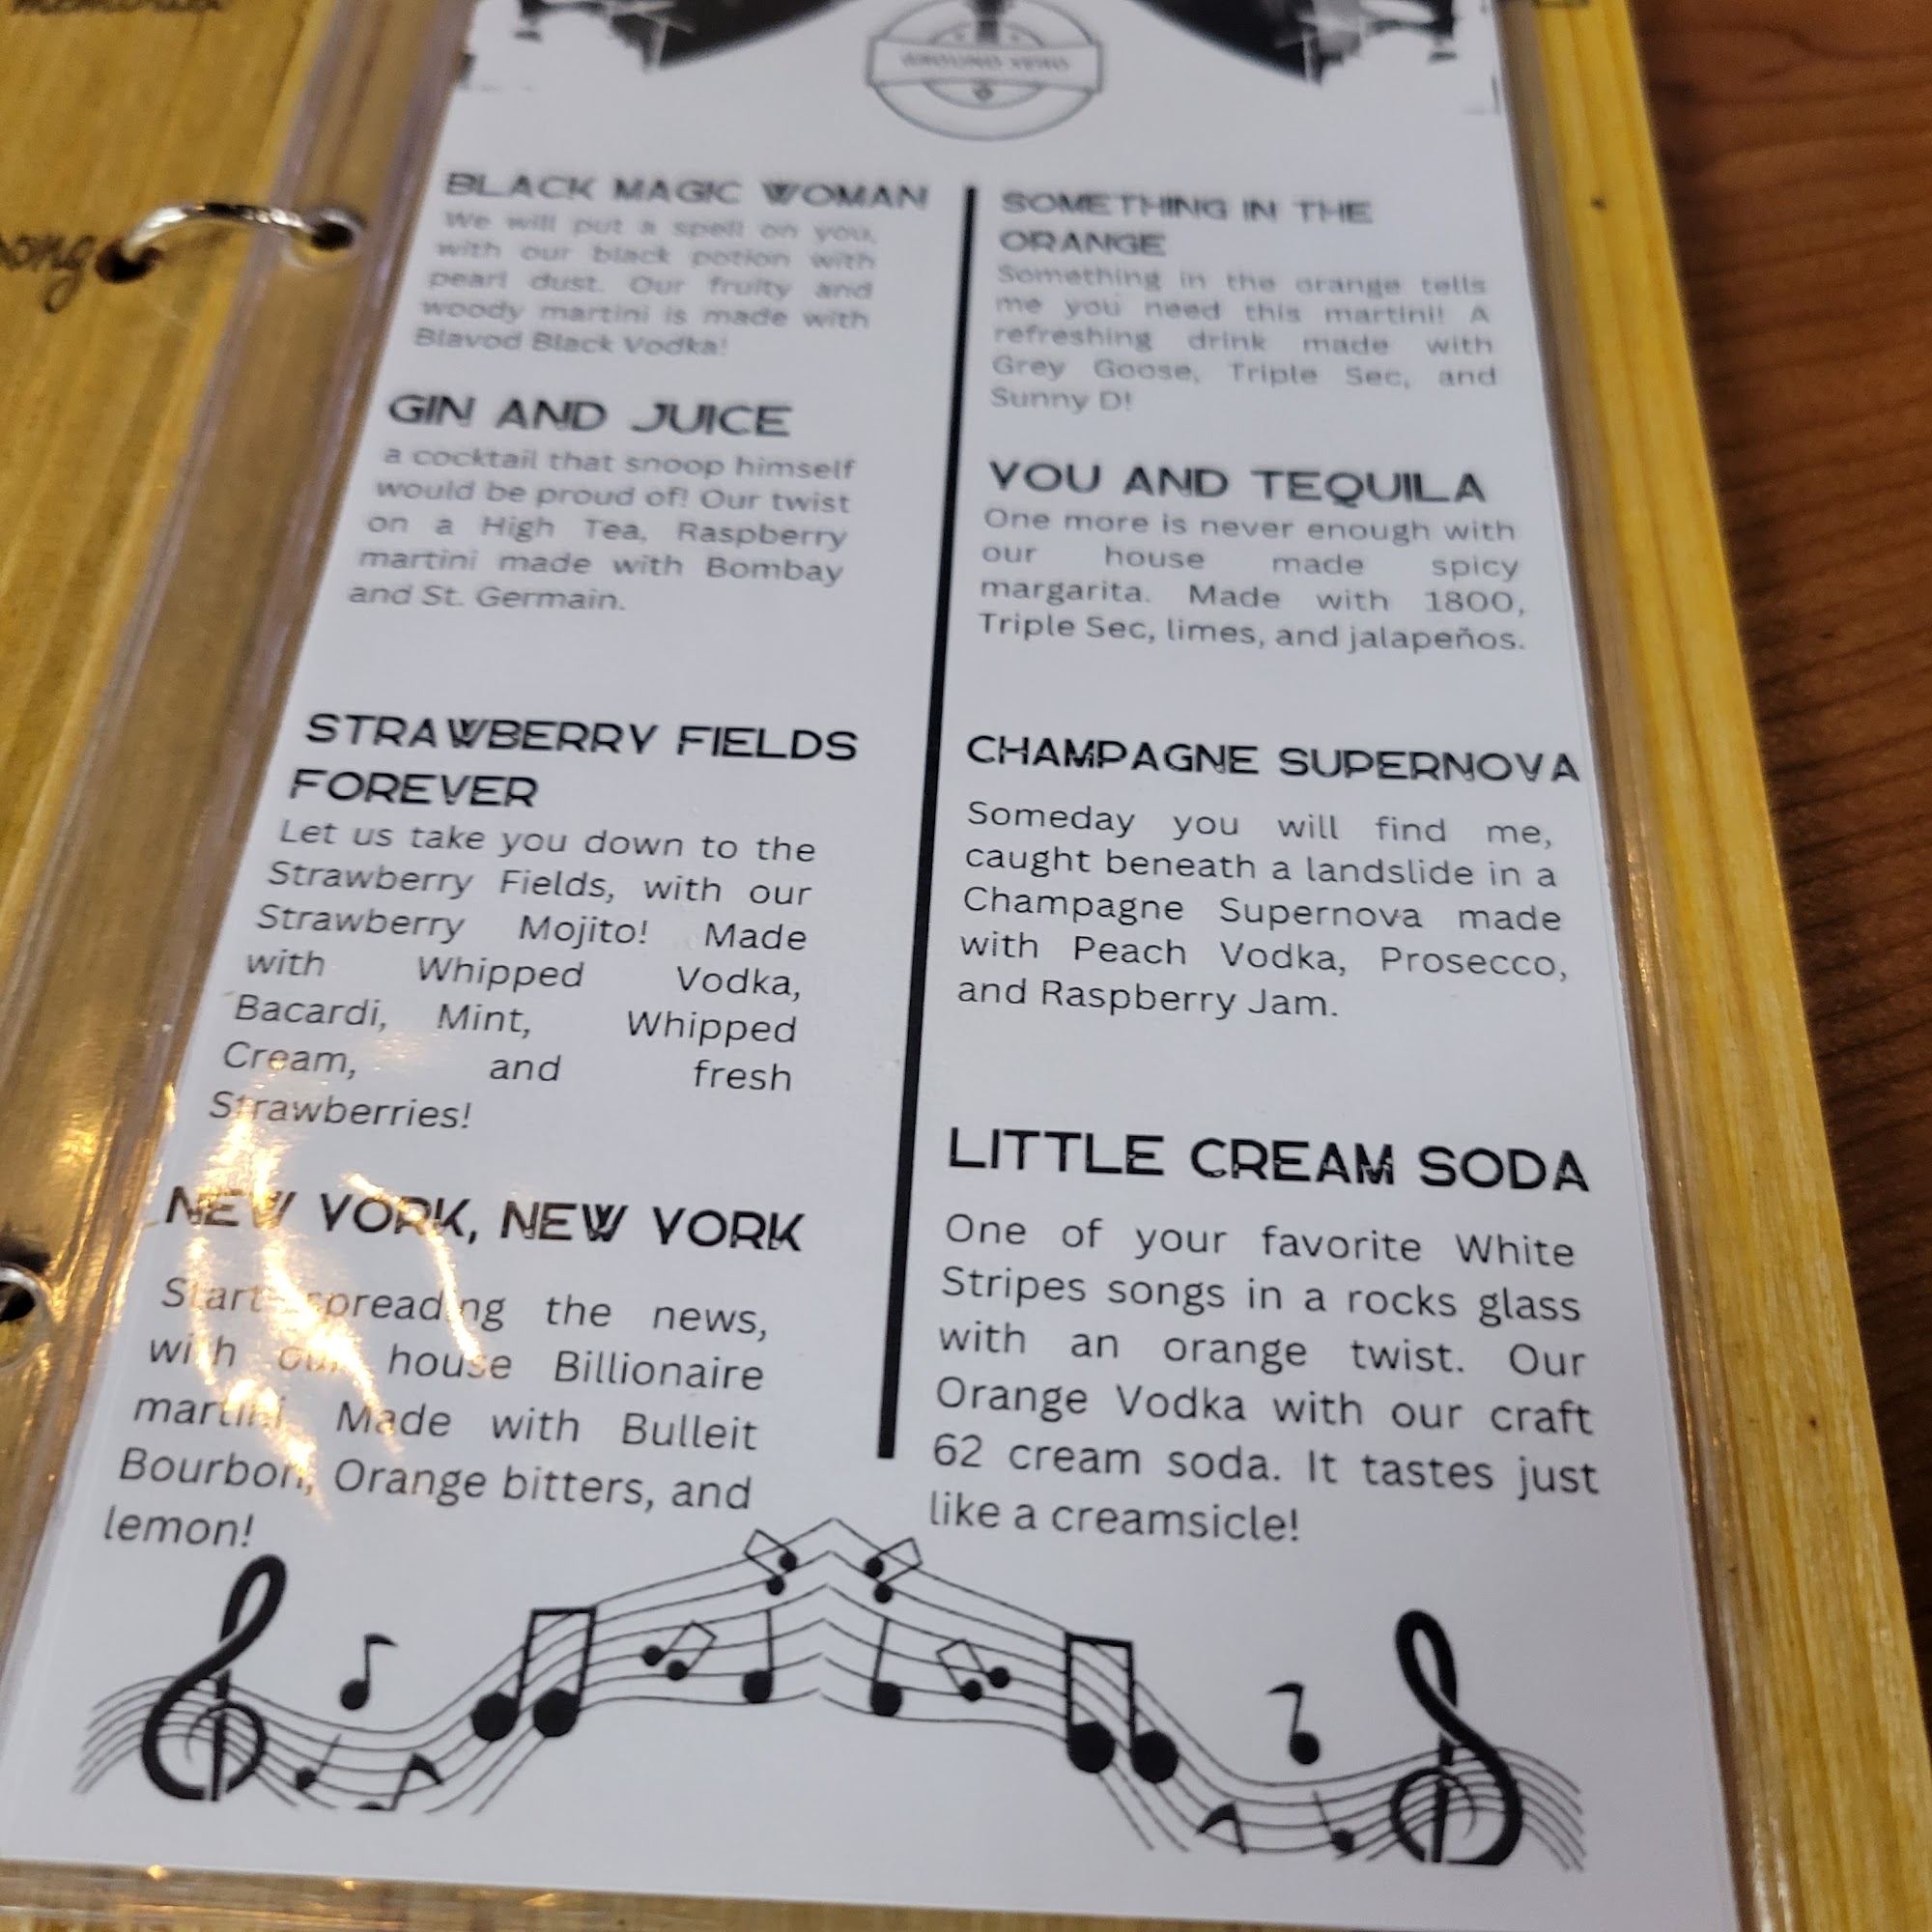 BLACK MAGIC WOMAN
We will put a spell on you,
with our black potion with
pearl dust. Our fruity and
woody martini is made with
Blavod Black Vodka!
GIN AND JUICE
a cocktail that snoop himself
would be proud of! Our twist
on a High Tea, Raspberry
martini made with Bombay
and St. Germain.
STRAWBERRY FIELDS
FOREVER
Let us take you down to the
Strawberry Fields, with our
Strawberry Mojito! Made
with Whipped Vodka,
Bacardi, Mint, Whipped
Cream, and fresh
Strawberries!
NEW YORK, NEW YORK
Start spreading the news,
with our house Billionaire
martini. Made with Bulleit
Bourbon, Orange bitters, and
lemon!
SOMETHING IN THE
ORANGE
Something in the orange tells
me you need this martini! A
refreshing drink made with
Grey Goose, Triple Sec, and
Sunny D!
YOU AND TEQUILA
One more is never enough with
our house made spicy
margarita. Made with 1800,
Triple Sec, limes, and jalapeños.
CHAMPAGNE SUPERNOVA
Someday you will find me,
caught beneath a landslide in a
Champagne Supernova made
with Peach Vodka, Prosecco,
and Raspberry Jam.
LITTLE CREAM SODA
One of your favorite White
Stripes songs in a rocks glass
with an orange twist. Our
Orange Vodka with our craft
62 cream soda. It tastes just
like a creamsicle!